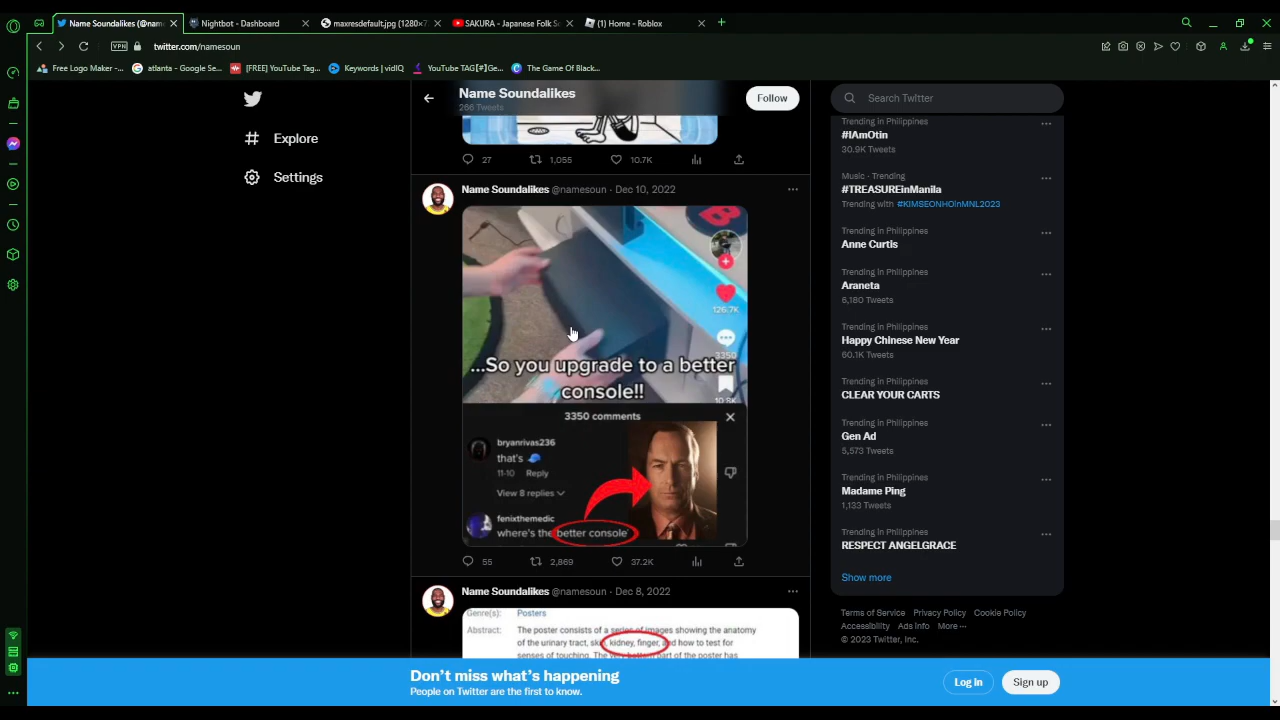 Name Soundalikes (@nam
Nightbot - Dashboard
maxresdefault.jpg (1280×7
SAKURA - Japanese Folk S
(1) Home - Roblox
VPN
twitter.com/namesoun
Free Logo Maker -...
atlanta - Google Se...
[FREE] YouTube Tag...
Keywords | vidIQ
YouTube TAG[#]Ge...
The Game Of Black...
Explore
Settings
Name Soundalikes
266 Tweets
Follow
27
1,055
10.7K
Name Soundalikes @namesoun · Dec 10, 2022
B
126.7K
3350
10.8K
...So you upgrade to a better
console!!
3350 comments
bryanrivas236
that's 🧢
11-10 Reply
View 8 replies
fenixthemedic
where's the better console
55
2,869
37.2K
Name Soundalikes @namesoun · Dec 8, 2022
Genre(s): Posters
Abstract: The poster consists of a series of images showing the anatomy
of the urinary tract, skin, kidney, finger, and how to test for
senses of touching. The very bottom part of the poster has
Search Twitter
Trending in Philippines
#IAmOtin
30.9K Tweets
Music · Trending
#TREASUREinManila
Trending with #KIMSEONHOinMNL2023
Trending in Philippines
Anne Curtis
Trending in Philippines
Araneta
6,180 Tweets
Trending in Philippines
Happy Chinese New Year
60.1K Tweets
Trending in Philippines
CLEAR YOUR CARTS
Trending in Philippines
Gen Ad
5,573 Tweets
Trending in Philippines
Madame Ping
1,133 Tweets
Trending in Philippines
RESPECT ANGELGRACE
Show more
Terms of Service Privacy Policy Cookie Policy
Accessibility Ads info More ···
© 2023 Twitter, Inc.
Don't miss what's happening
People on Twitter are the first to know.
Log in
Sign up